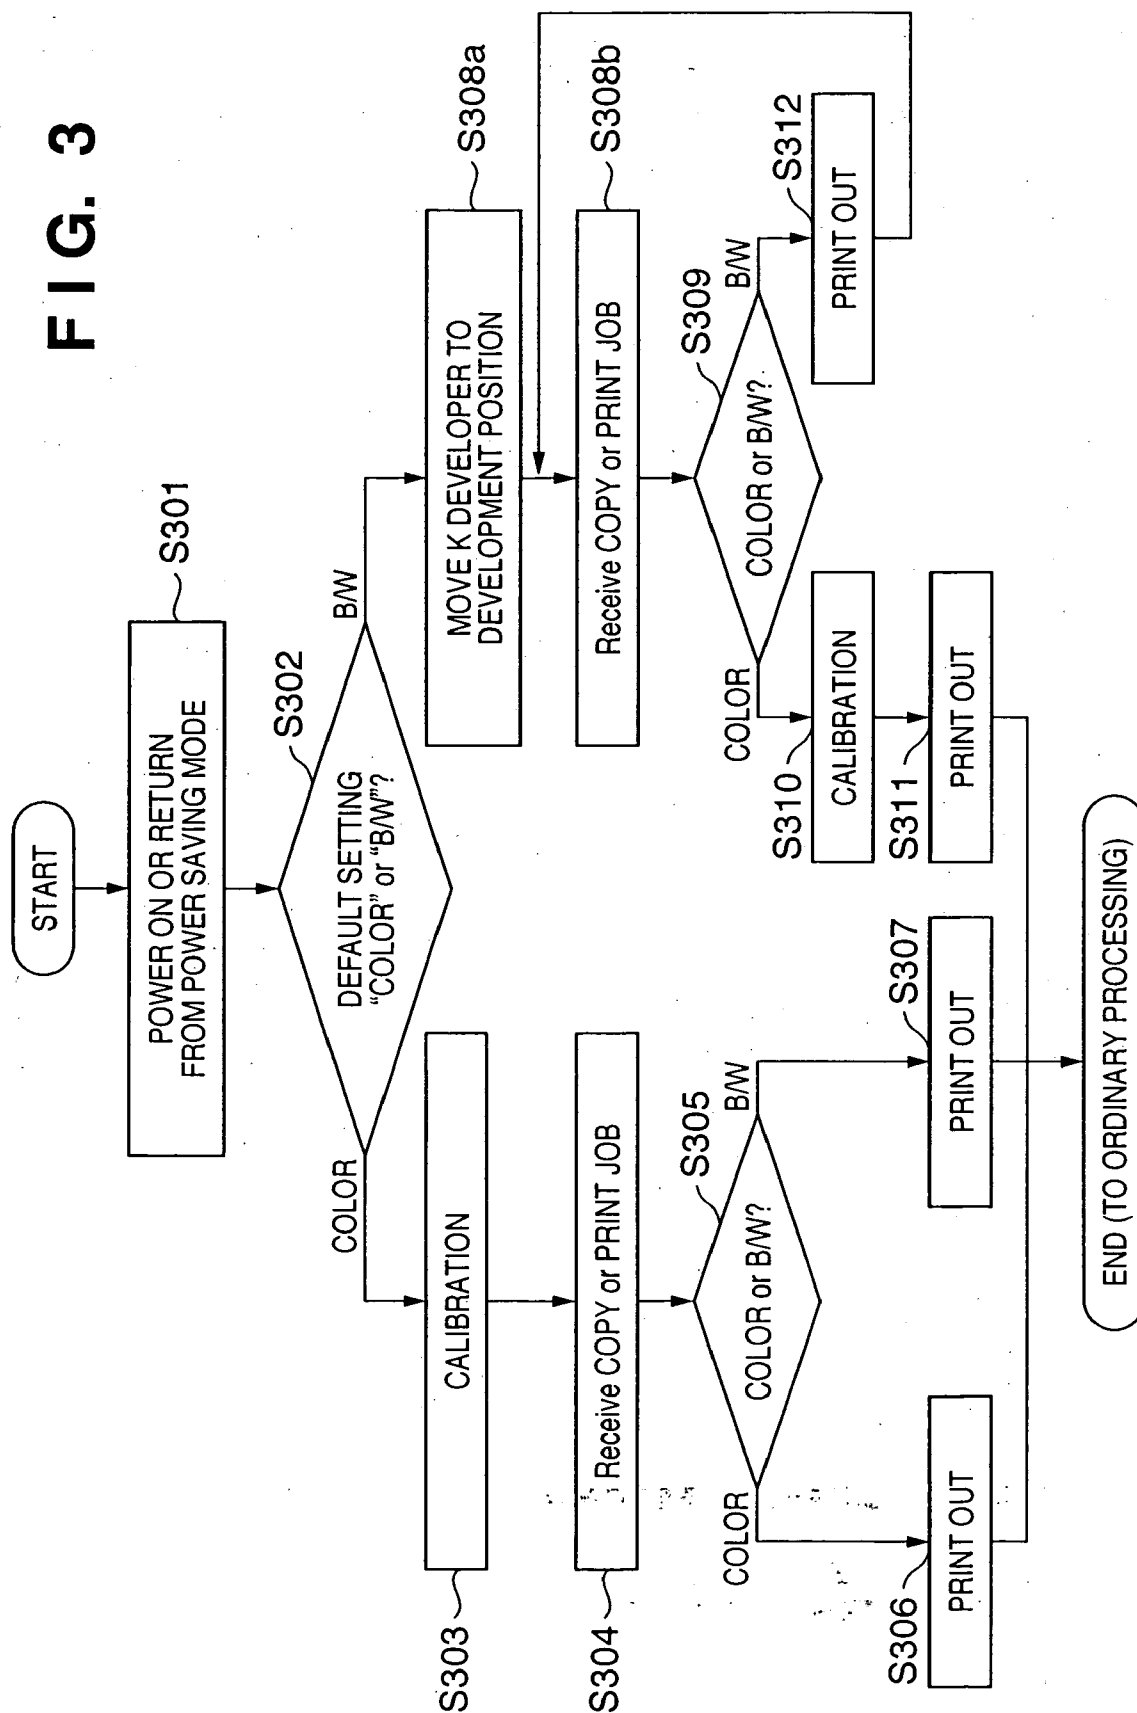 FIG. 3
START
POWER ON OR RETURN
FROM POWER SAVING MODE
S301
DEFAULT SETTING
"COLOR" or "B/W"?
S302
COLOR
B/W
CALIBRATION
S303
MOVE K DEVELOPER TO
DEVELOPMENT POSITION
S308a
Receive COPY or PRINT JOB
S304
Receive COPY or PRINT JOB
S308b
COLOR or B/W?
S305
COLOR
B/W
COLOR or B/W?
S309
COLOR
B/W
S310
CALIBRATION
PRINT OUT
S312
S306
PRINT OUT
PRINT OUT
S307
S311
PRINT OUT
END (TO ORDINARY PROCESSING)